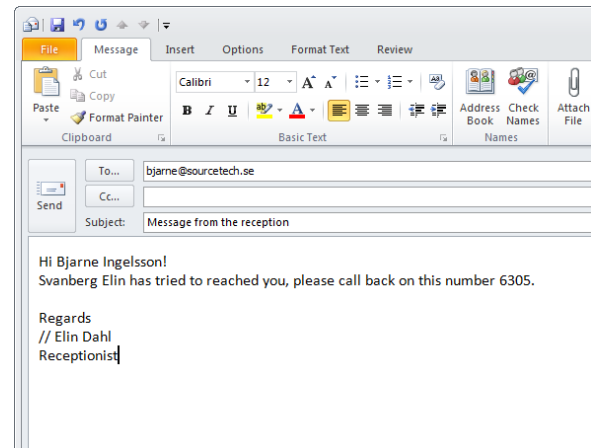 File Message Insert Options Format Text Review
Cut
Copy
Format Painter
Paste
Clipboard
Calibri 12 A A
B I U ab A
Basic Text
Address Book
Check Names
Names
Attach File
Send
To... bjarne@sourcetech.se
Cc...
Subject: Message from the reception
Hi Bjarne Ingelsson!
Svanberg Elin has tried to reached you, please call back on this number 6305.
Regards
// Elin Dahl
Receptionist